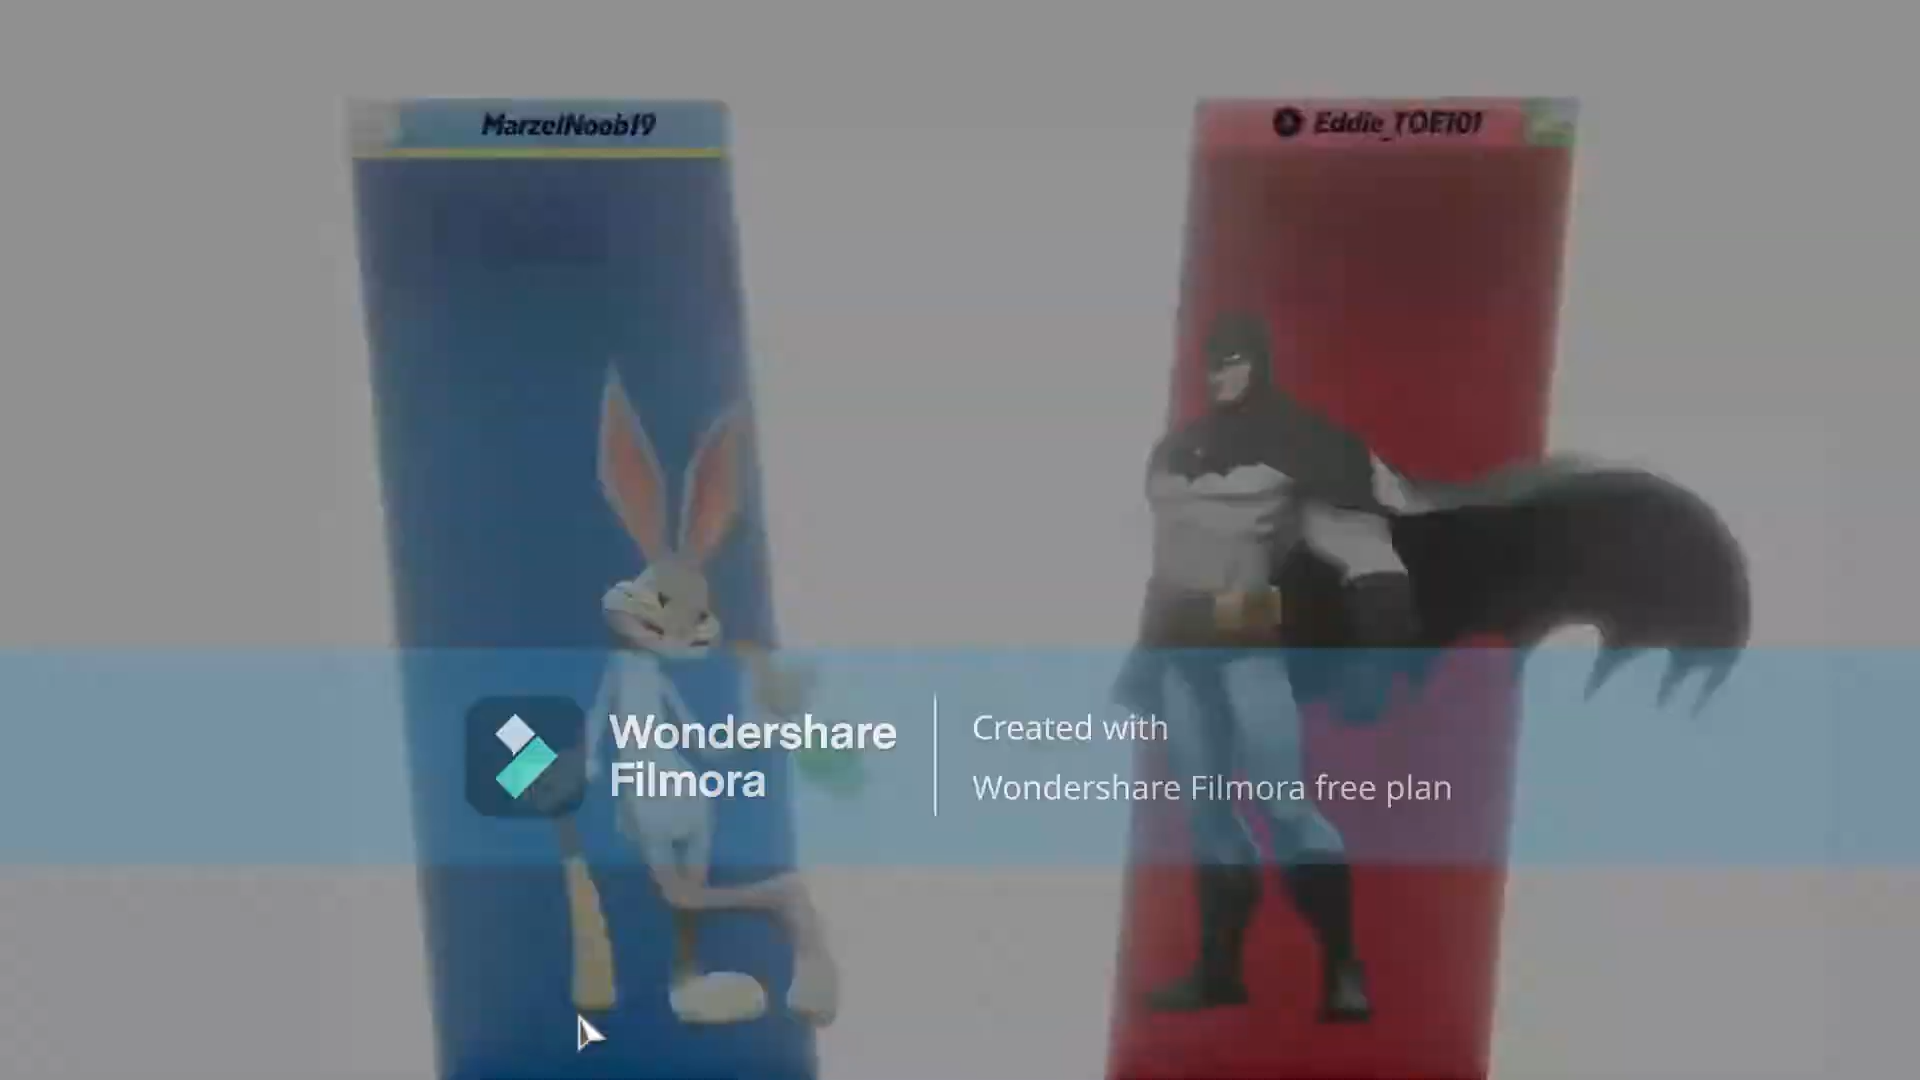 MarzelNoob19
Eddie_TOE101
Wondershare
Filmora
Created with
Wondershare Filmora free plan